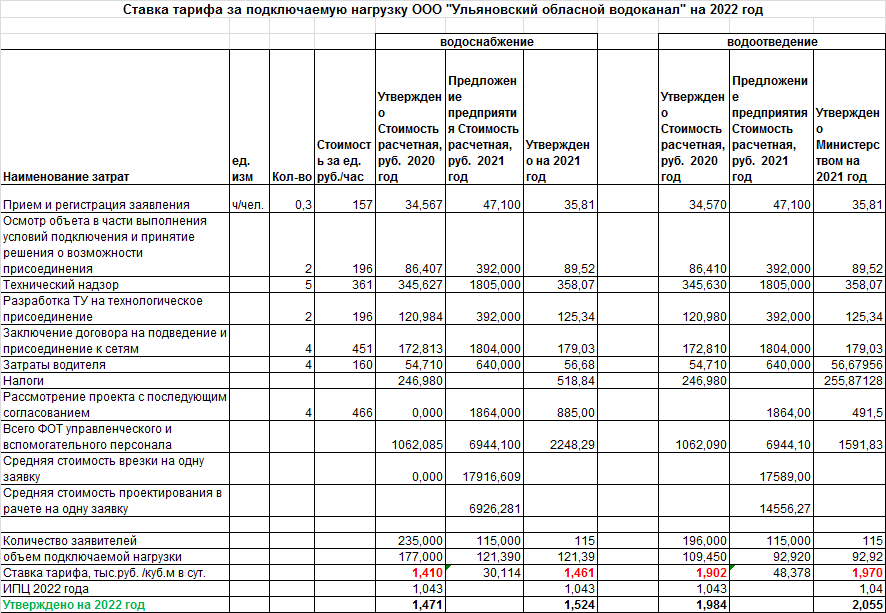 Ставка тарифа за подключаемую нагрузку ООО "Ульяновский обласной водоканал" на 2022 год
водоснабжение водоотведение
Наименование затрат ед. изм Кол-во Стоимост ь за ед. руб./час Утвержден о Стоимость расчетная, руб. 2020 год Предложен ие предприяти я Стоимость расчетная, руб. 2021 год Утвержден о на 2021 год Утвержден о Стоимость расчетная, руб. 2020 год Предложени е предприятия Стоимость расчетная, руб. 2021 год Утвержден о Министерс твом на 2021 год
Прием и регистрация заявления ч/чел. 0,3 157 34,567 47,100 35,81 34,570 47,100 35,81
Осмотр объета в части выполнения
условий подключения и принятие
решения о возможности
присоединения 2 196 86,407 392,000 89,52 86,410 392,000 89,52
Технический надзор 5 361 345,627 1805,000 358,07 345,630 1805,000 358,07
Разработка ТУ на технологическое
присоединение 2 196 120,984 392,000 125,34 120,980 392,000 125,34
Заключение договора на подведение и
присоединение к сетям 4 451 172,813 1804,000 179,03 172,810 1804,000 179,03
Затраты водителя 4 160 54,710 640,000 56,68 54,710 640,000 56,67956
Налоги 246,980 518,84 246,980 255,87128
Рассмотрение проекта с последующим
согласованием 4 466 0,000 1864,000 885,00 1864,00 491,5
Всего ФОТ управленческого и
вспомогательного персонала 1062,085 6944,100 2248,29 1062,090 6944,10 1591,83
Средняя стоимость врезки на одну
заявку 0,000 17916,609 17589,00
Средняя стоимость проектирования в
рачете на одну заявку 6926,281 14556,27
Количество заявителей 235,000 115,000 115 196,000 115,000 115
объем подключаемой нагрузки 177,000 121,390 121,39 109,450 92,920 92,92
Ставка тарифа, тыс.руб. /куб.м в сут. 1,410 30,114 1,461 1,902 48,378 1,970
ИПЦ 2022 года 1,043 1,043 1,043 1,04
Утверждено на 2022 год 1,471 1,524 1,984 2,055